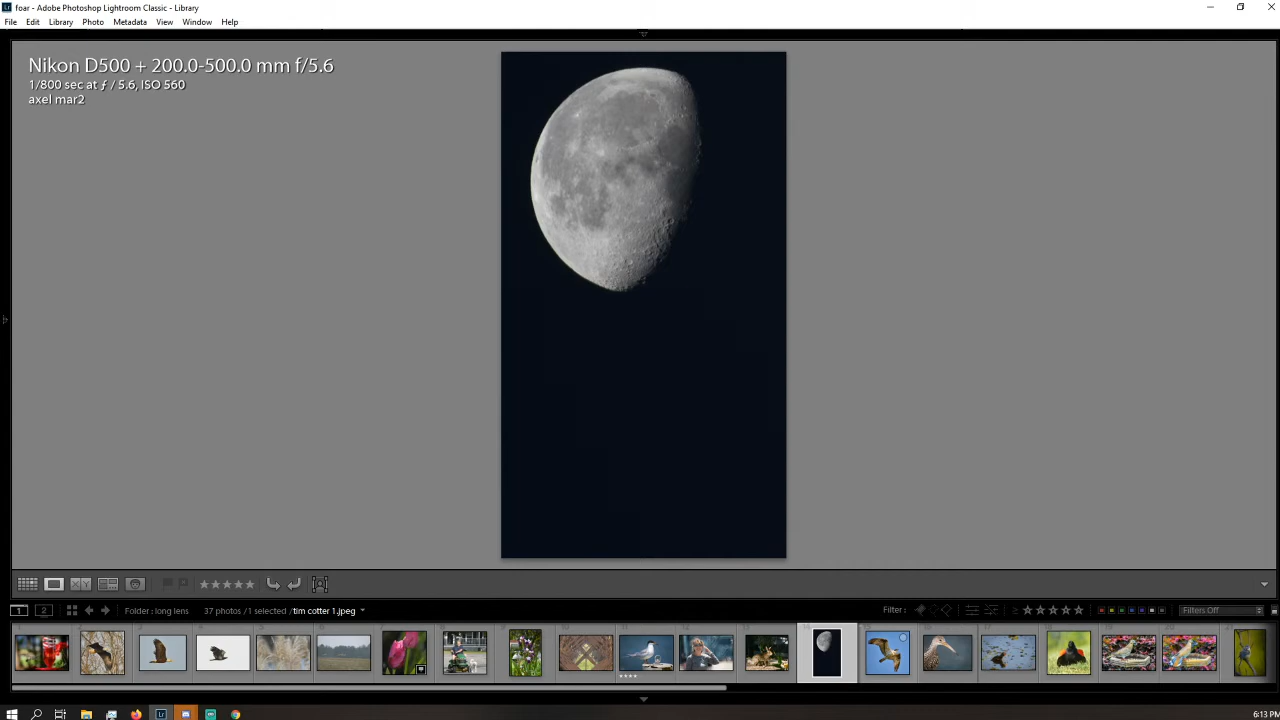 foar - Adobe Photoshop Lightroom Classic - Library
File Edit Library Photo Metadata View Window Help
Nikon D500 + 200.0-500.0 mm f/5.6
1/800 sec at ƒ / 5.6, ISO 560
axel mar2
1 2 Folder : long lens 37 photos / 1 selected / tim cotter 1.jpeg Filter : Filters Off
6:13 PM